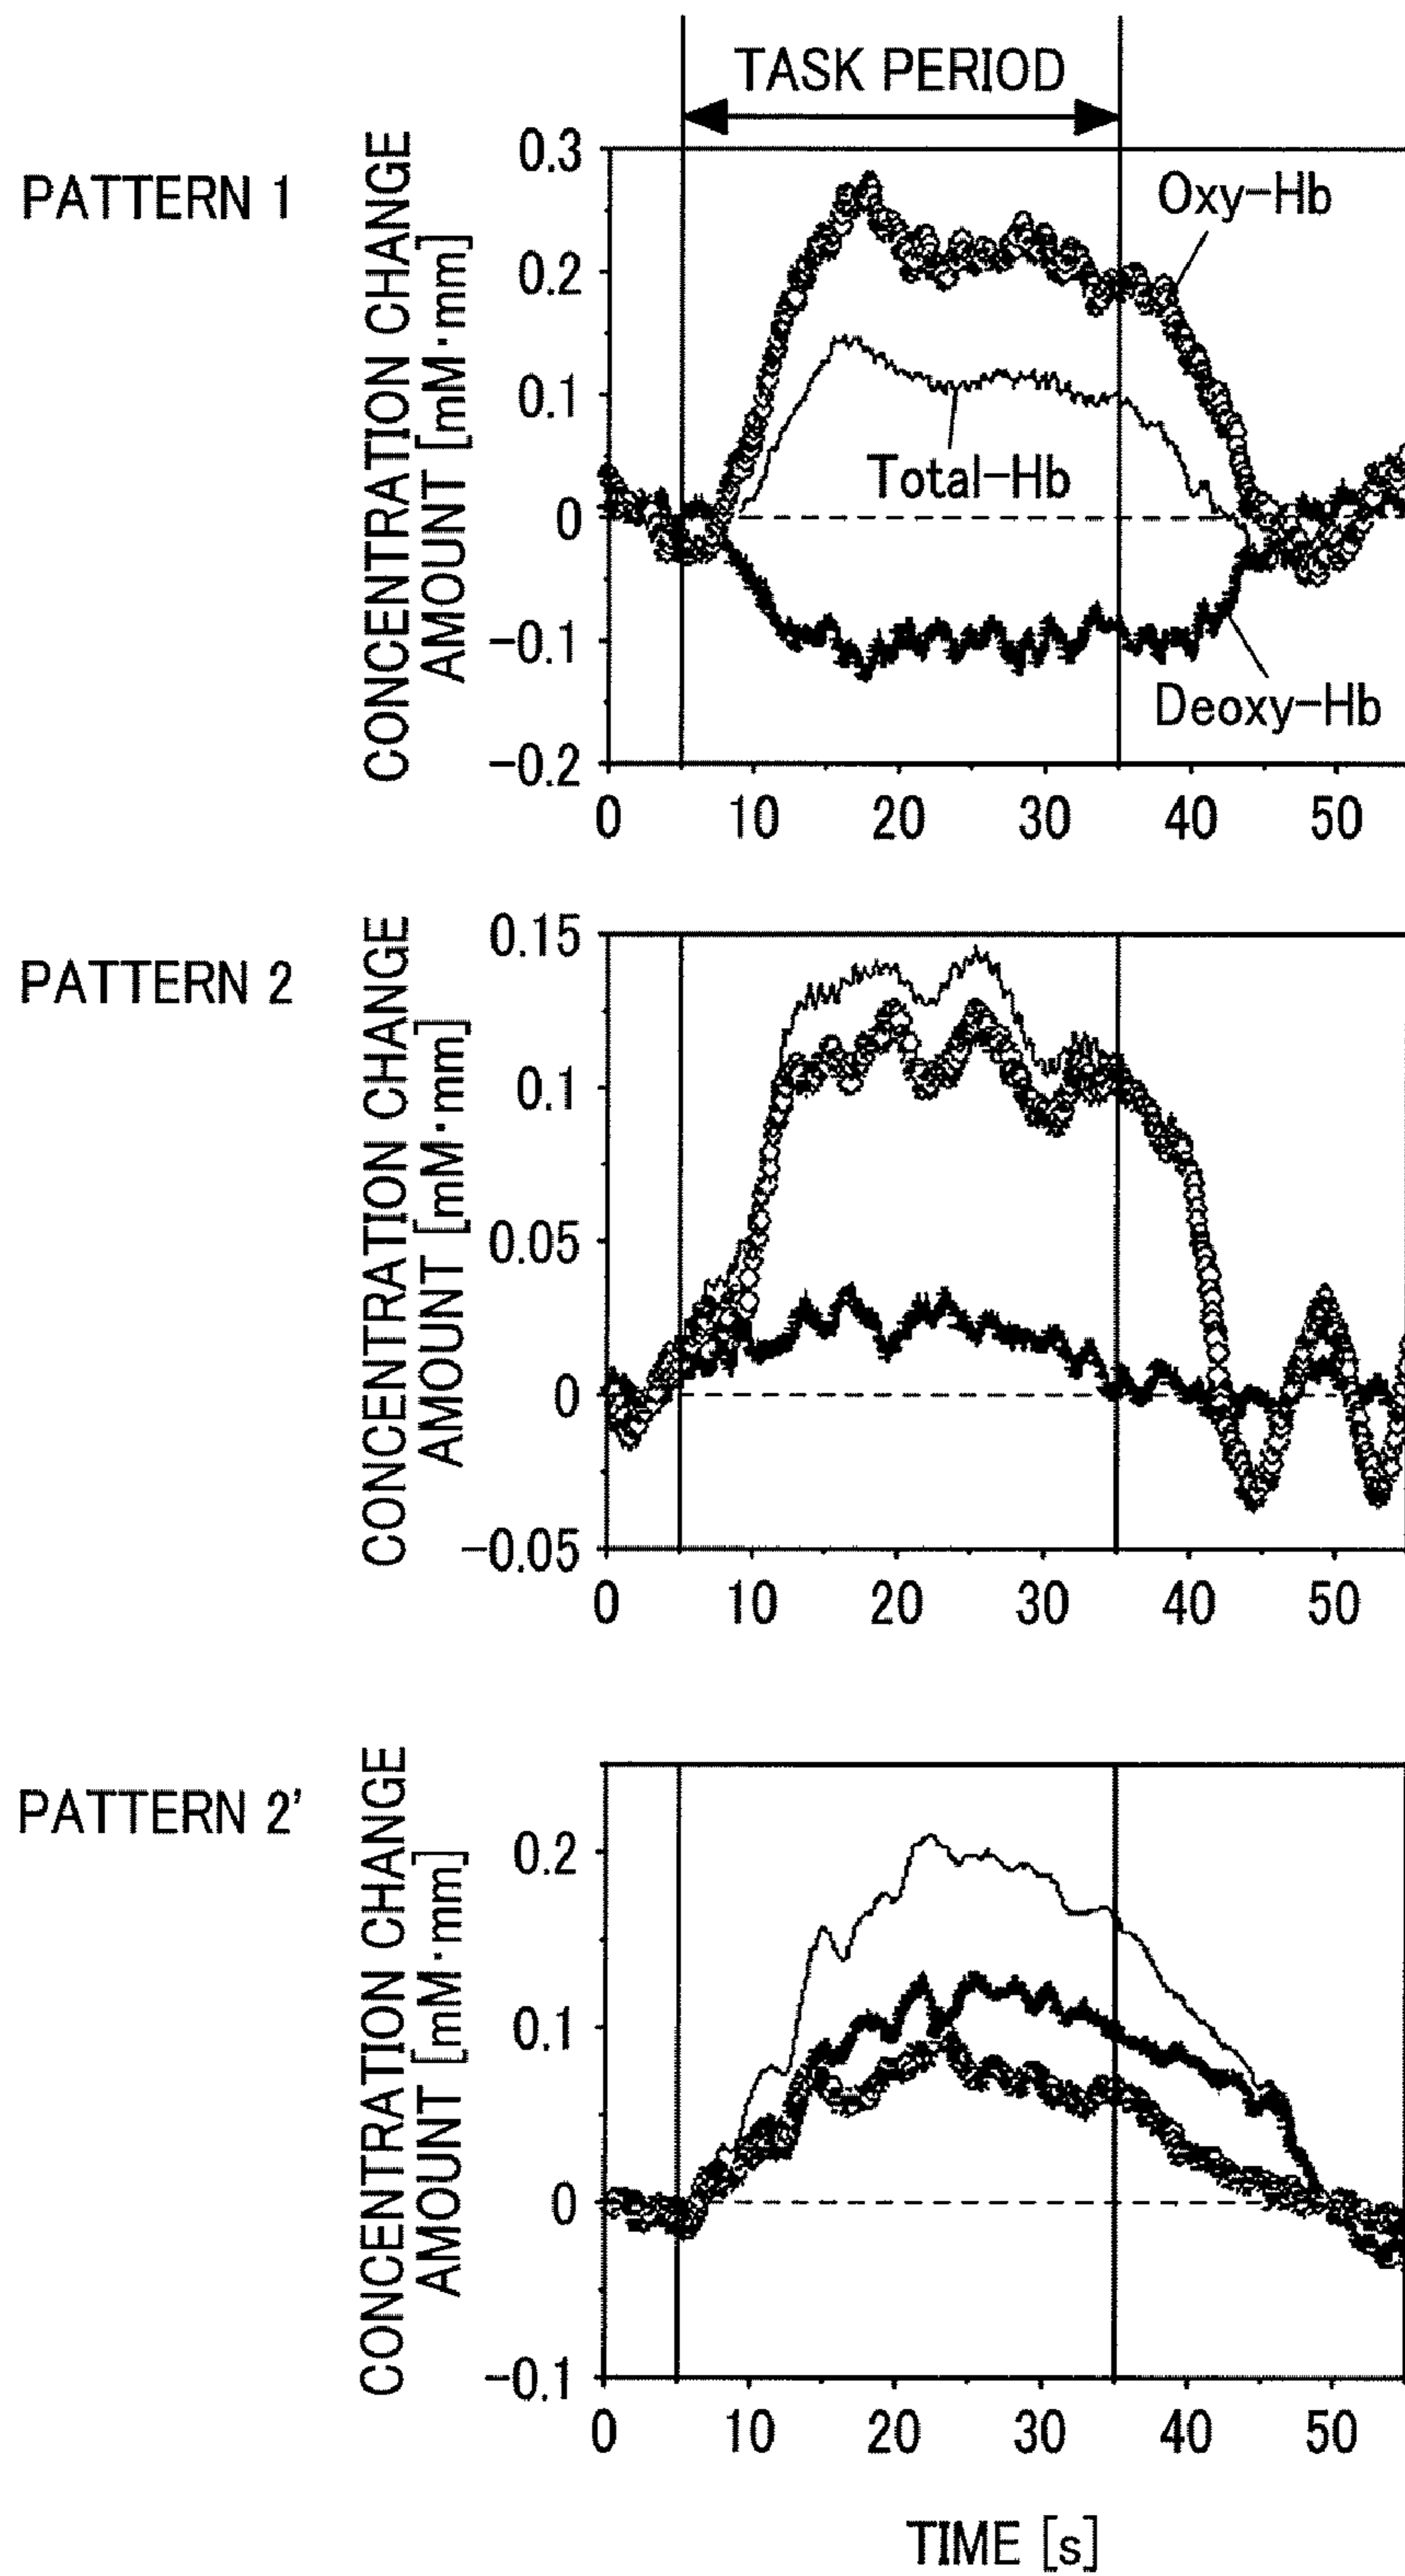 TASK PERIOD
PATTERN 1
CONCENTRATION CHANGE
AMOUNT [mM·mm]
0.3
0.2
0.1
0
-0.1
-0.2
Oxy-Hb
Total-Hb
Deoxy-Hb
0 10 20 30 40 50
PATTERN 2
CONCENTRATION CHANGE
AMOUNT [mM·mm]
0.15
0.1
0.05
0
-0.05
0 10 20 30 40 50
PATTERN 2'
CONCENTRATION CHANGE
AMOUNT [mM·mm]
0.2
0.1
0
-0.1
0 10 20 30 40 50
TIME [s]